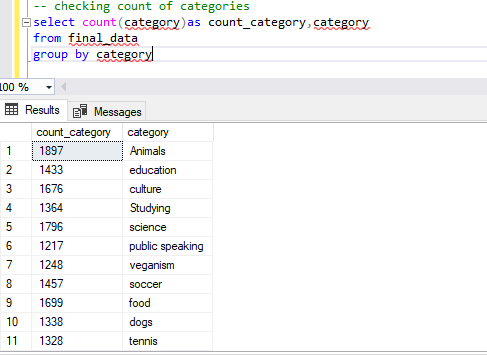 -- checking count of categories
select count(category)as count_category,category
from final_data
group by category
100 %
Results Messages
count_category category
1 1897 Animals
2 1433 education
3 1676 culture
4 1364 Studying
5 1796 science
6 1217 public speaking
7 1248 veganism
8 1457 soccer
9 1699 food
10 1338 dogs
11 1328 tennis